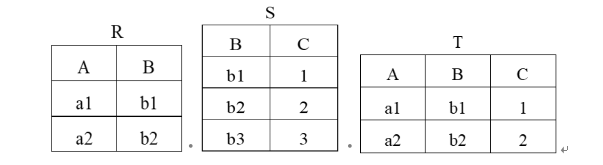 R
A B
a1 b1
a2 b2
S
B C
b1 1
b2 2
b3 3
T
A B C
a1 b1 1
a2 b2 2